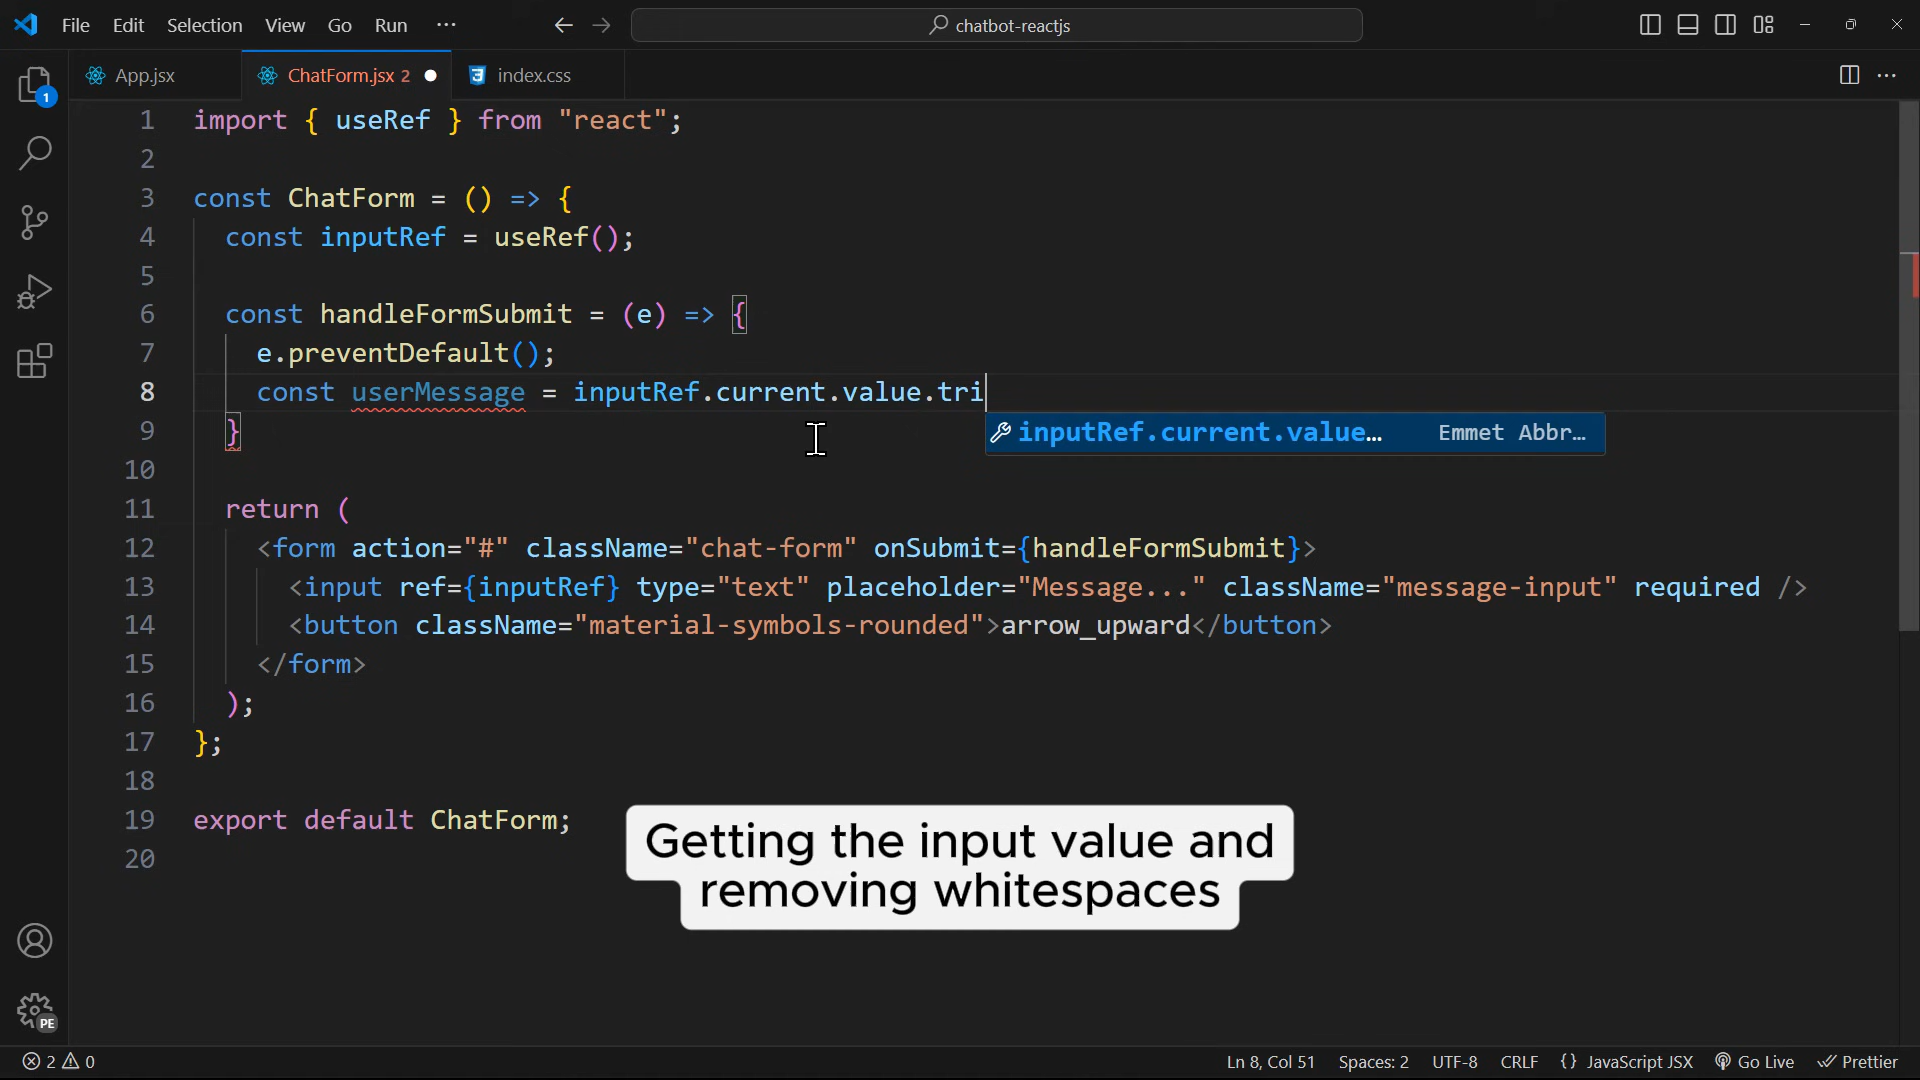 File Edit Selection View Go Run ···
chatbot-reactjs
App.jsx ChatForm.jsx 2 index.css
1
1 import { useRef } from "react";
2
3 const ChatForm = () => {
4 const inputRef = useRef();
5
6 const handleFormSubmit = (e) => {
7 e.preventDefault();
8 const userMessage = inputRef.current.value.tri
9 }
inputRef.current.value… Emmet Abbr…
10
11 return (
12 <form action="#" className="chat-form" onSubmit={handleFormSubmit}>
13 <input ref={inputRef} type="text" placeholder="Message..." className="message-input" required />
14 <button className="material-symbols-rounded">arrow_upward</button>
15 </form>
16 );
17 };
18
19 export default ChatForm;
20
Getting the input value and
removing whitespaces
PE
2 0 Ln 8, Col 51 Spaces: 2 UTF-8 CRLF {} JavaScript JSX Go Live Prettier